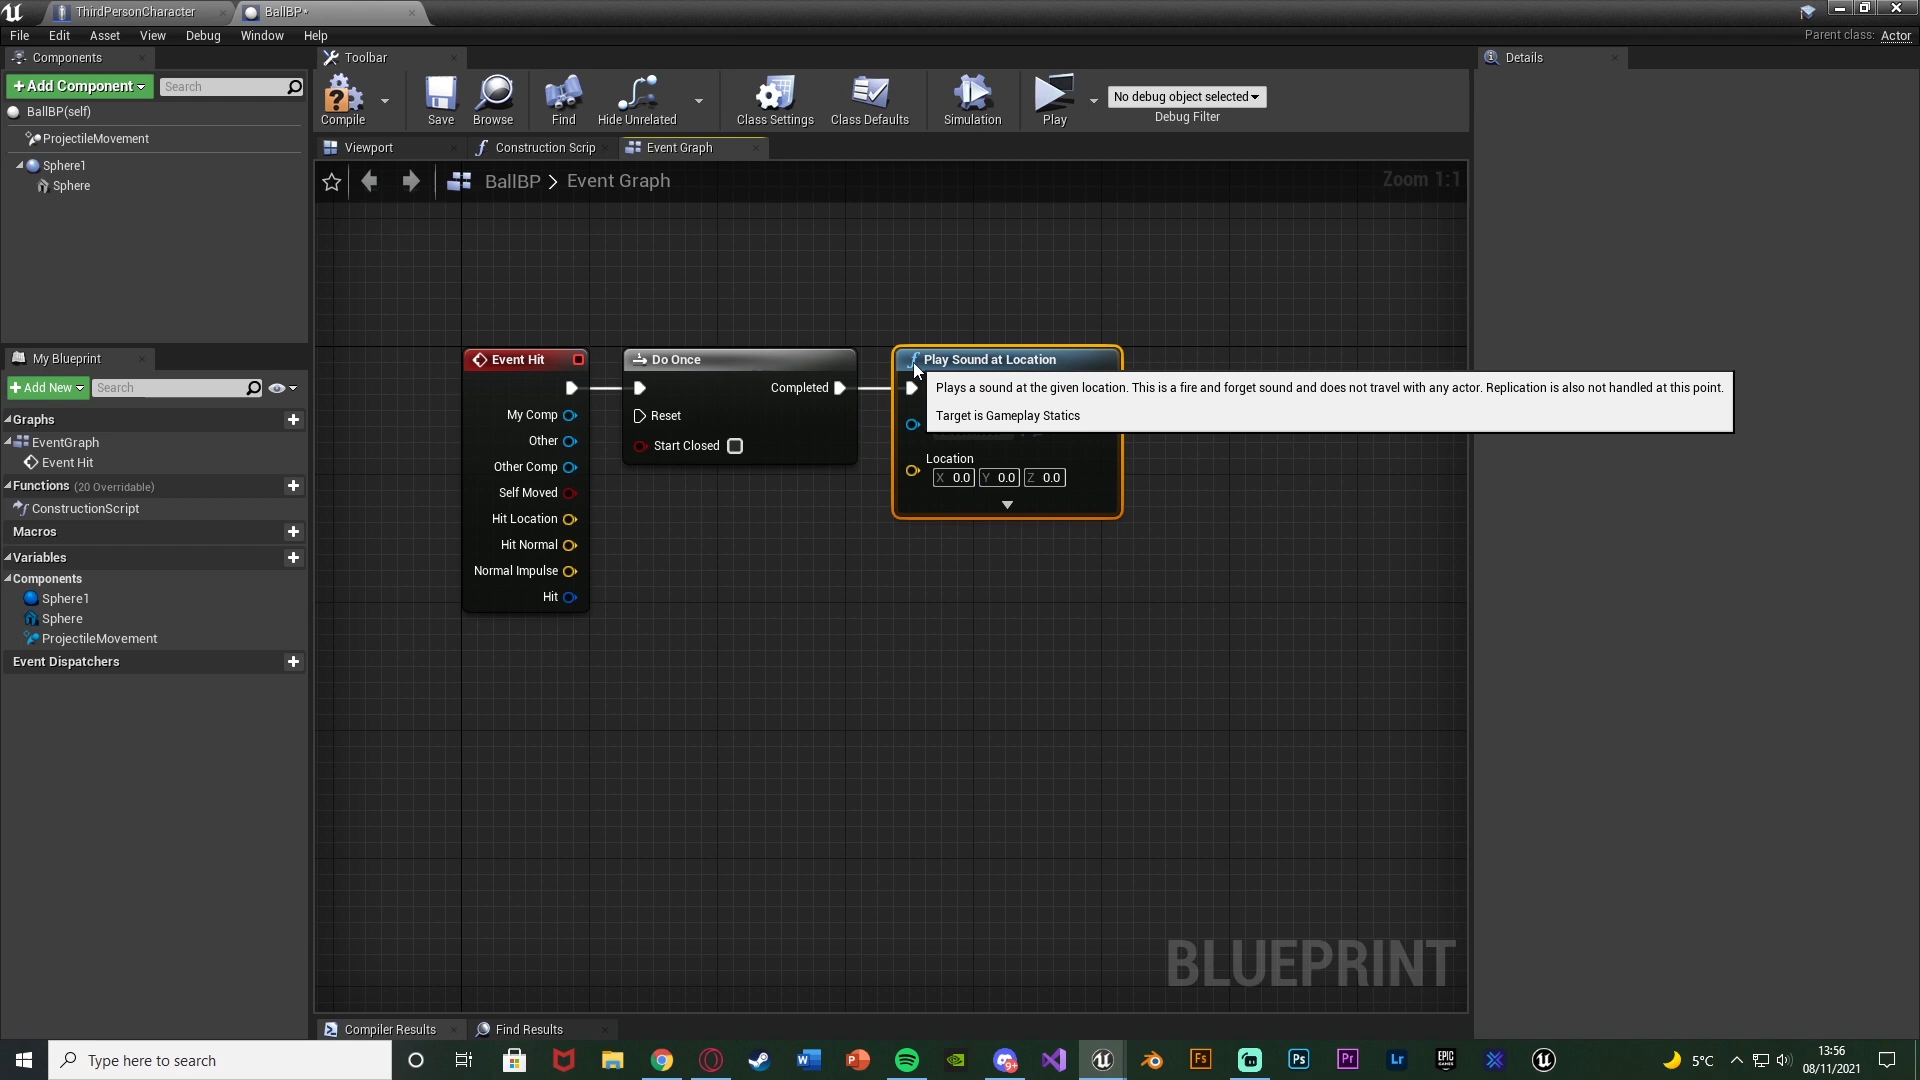 ThirdPersonCharacter
BallBP*
File Edit Asset View Debug Window Help
Parent class: Actor
Components
Toolbar
Details
+Add Component
Search
BallBP(self)
ProjectileMovement
Sphere1
Sphere
Compile
Save
Browse
Find
Hide Unrelated
Class Settings
Class Defaults
Simulation
Play
No debug object selected
Debug Filter
Viewport
Construction Scrip
Event Graph
BallBP > Event Graph
Zoom 1:1
My Blueprint
+Add New
Search
Graphs
EventGraph
Event Hit
Functions (20 Overridable)
ConstructionScript
Macros
Variables
Components
Sphere1
Sphere
ProjectileMovement
Event Dispatchers
Event Hit
My Comp
Other
Other Comp
Self Moved
Hit Location
Hit Normal
Normal Impulse
Hit
Do Once
Completed
Reset
Start Closed
Play Sound at Location
Plays a sound at the given location. This is a fire and forget sound and does not travel with any actor. Replication is also not handled at this point.
Target is Gameplay Statics
Location
X 0.0 Y 0.0 Z 0.0
BLUEPRINT
Compiler Results
Find Results
Type here to search
5°C
13:56
08/11/2021